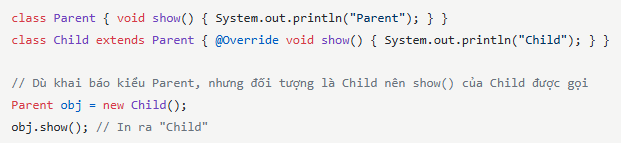 class Parent { void show() { System.out.println("Parent"); } }
class Child extends Parent { @Override void show() { System.out.println("Child"); } }
// Dù khai báo kiểu Parent, nhưng đối tượng là Child nên show() của Child được gọi
Parent obj = new Child();
obj.show(); // In ra "Child"